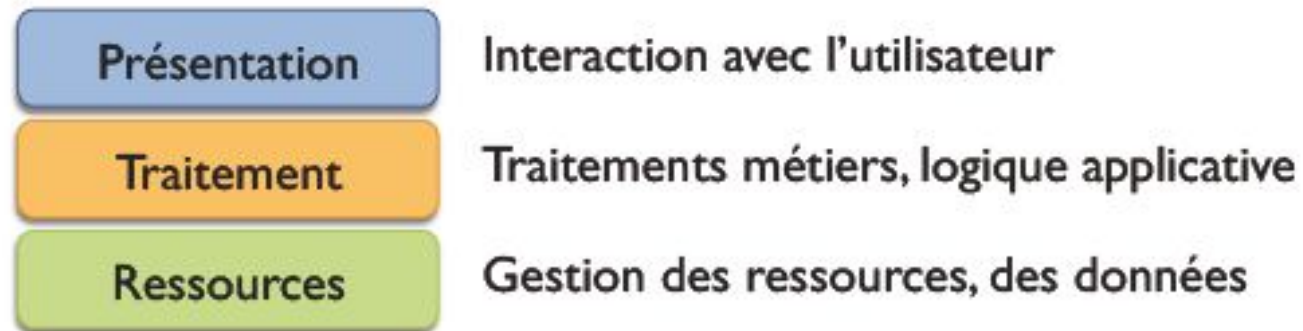 Présentation Interaction avec l'utilisateur
Traitement Traitements métiers, logique applicative
Ressources Gestion des ressources, des données